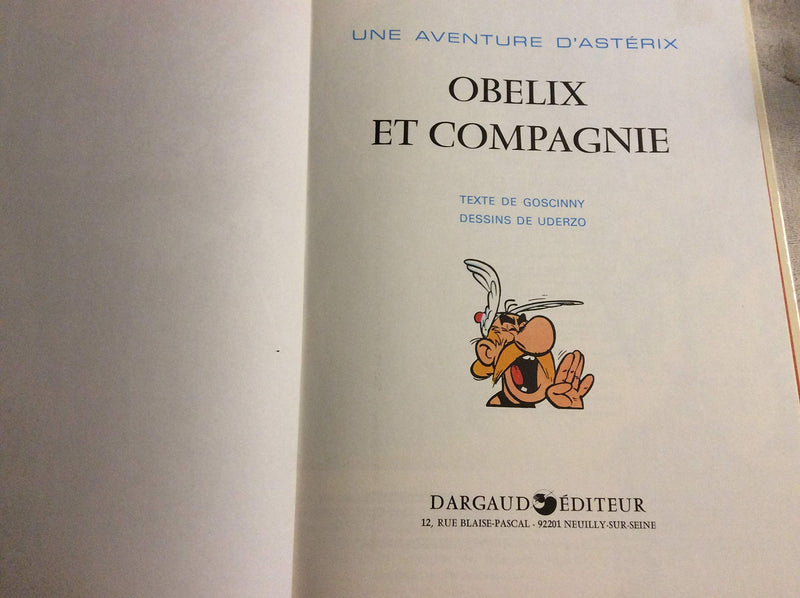 UNE AVENTURE D'ASTÉRIX
OBELIX
ET COMPAGNIE
TEXTE DE GOSCINNY
DESSINS DE UDERZO
DARGAUD ÉDITEUR
12, RUE BLAISE-PASCAL - 92201 NEUILLY-SUR-SEINE